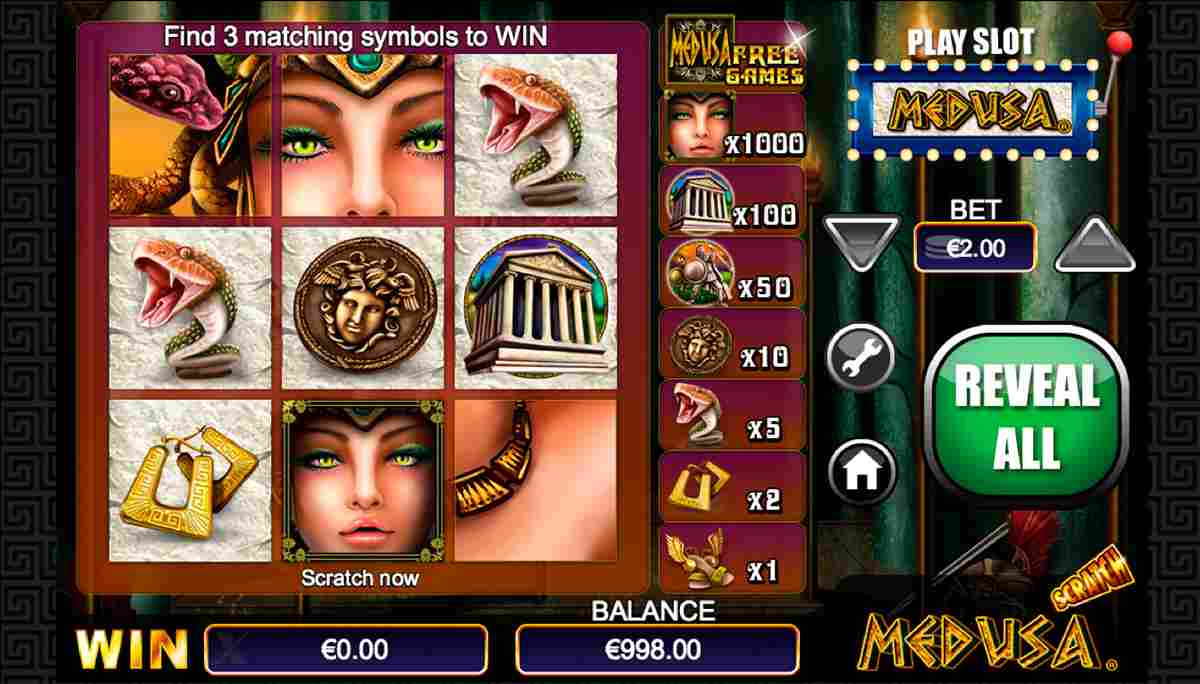 Find 3 matching symbols to WIN
Scratch now
MEDUSA FREE
GAMES
x1000
x100
x50
x10
x5
x2
x1
PLAY SLOT
MEDUSA®
BET
€2.00
REVEAL
ALL
WIN
€0.00
BALANCE
€998.00
SCRATCH
MEDUSA®